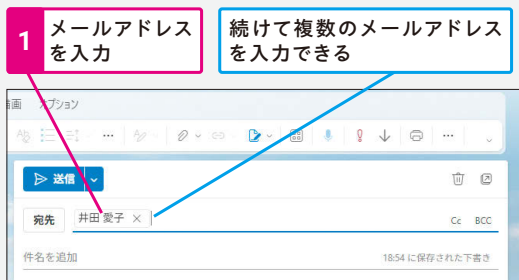 1
メールアドレス
を入力
続けて複数のメールアドレス
を入力できる
画 オプション
送信
宛先 井田 愛子 × Cc BCC
件名を追加 18:54 に保存された下書き